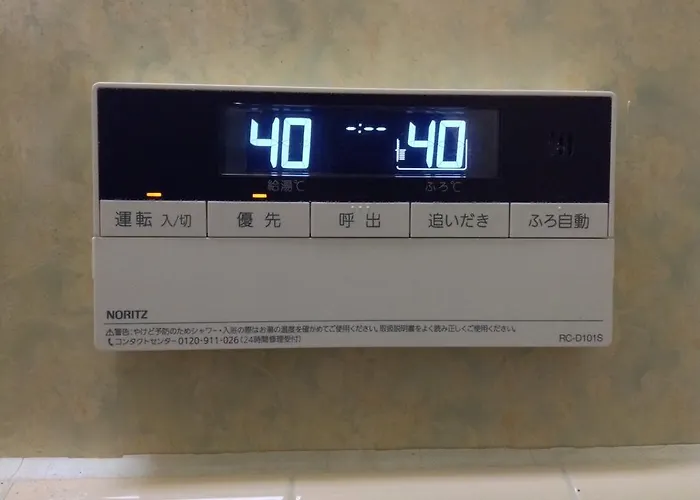 40 -:-- 40
給湯℃ ふろ℃
運転 入/切 優先 呼出 追いだき ふろ自動
NORITZ
⚠警告:やけど予防のためシャワー・入浴の際はお湯の温度を確かめてご使用ください。取扱説明書をよく読み正しくご使用ください。
コンタクトセンター 0120-911-026(24時間修理受付)
RC-D101S